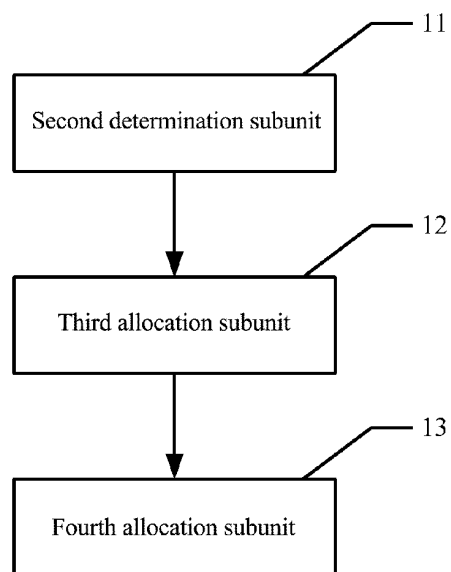 11
Second determination subunit
12
Third allocation subunit
13
Fourth allocation subunit